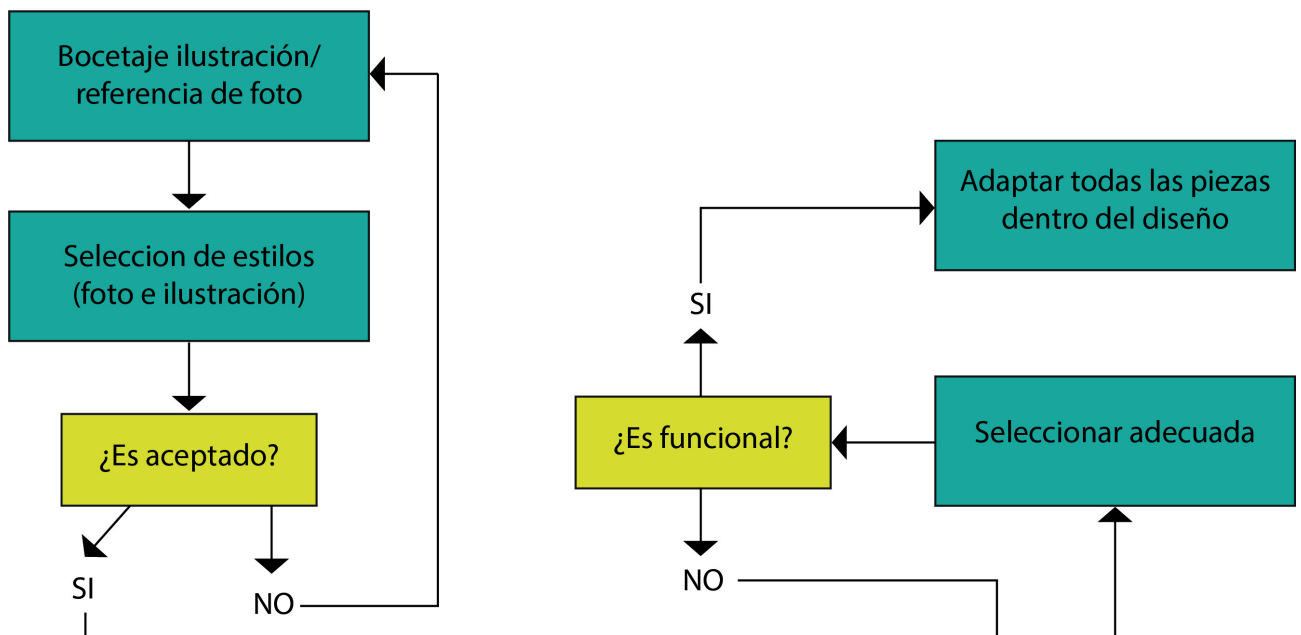 Bocetaje ilustración/
referencia de foto
Seleccion de estilos
(foto e ilustración)
¿Es aceptado?
SI
NO
Adaptar todas las piezas
dentro del diseño
SI
¿Es funcional?
Seleccionar adecuada
NO